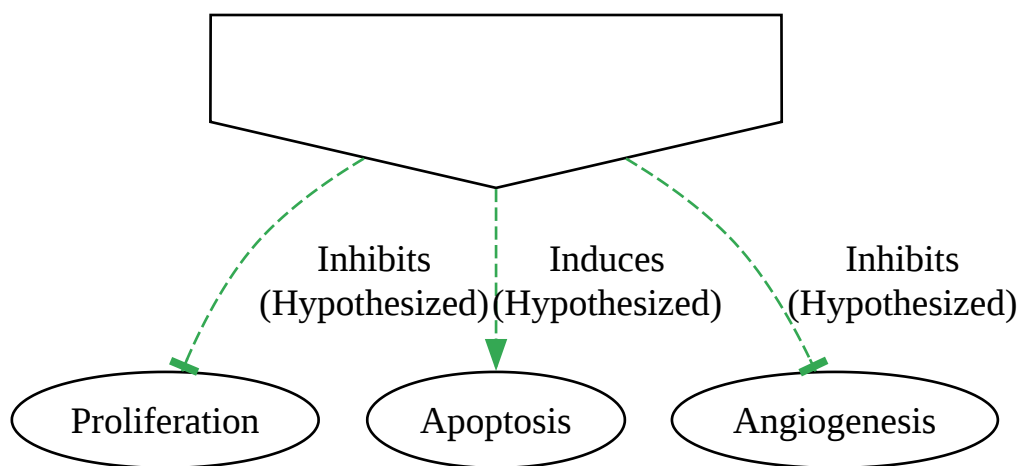 Inhibits
(Hypothesized)
Induces
(Hypothesized)
Inhibits
(Hypothesized)
Proliferation
Apoptosis
Angiogenesis